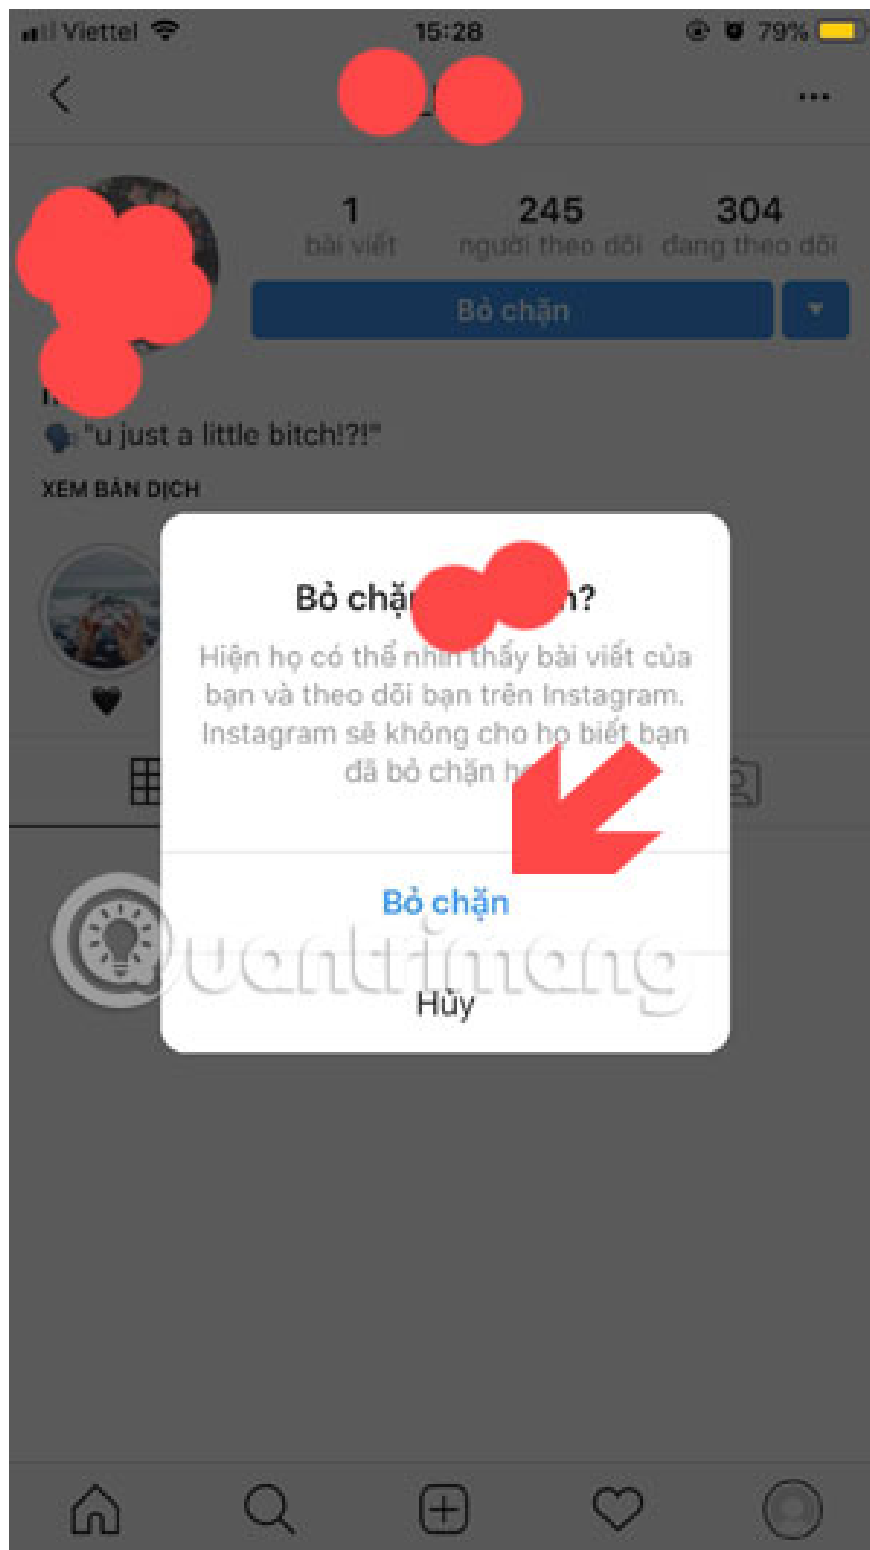 Viettel 15:28 79%
1 245 304
bài viết người theo dõi đang theo dõi
Bỏ chặn
"u just a little bitch!?!"
XEM BẢN DỊCH
Bỏ chặn
Hiện họ có thể nhìn thấy bài viết của
bạn và theo dõi bạn trên Instagram.
Instagram sẽ không cho họ biết bạn
đã bỏ chặn
Bỏ chặn
Quantrimang
Hủy